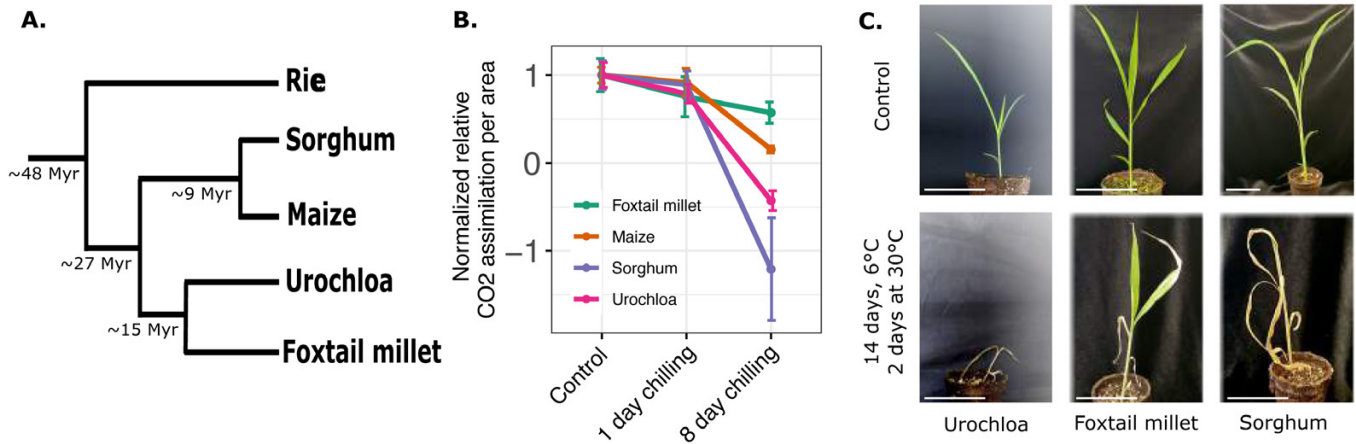 A.
Rie
Sorghum
Maize
Urochloa
Foxtail millet
~48 Myr
~9 Myr
~27 Myr
~15 Myr
B.
Normalized relative
CO2 assimilation per area
1
0
−1
Foxtail millet
Maize
Sorghum
Urochloa
Control
1 day chilling
8 day chilling
C.
Control
14 days, 6°C
2 days at 30°C
Urochloa
Foxtail millet
Sorghum